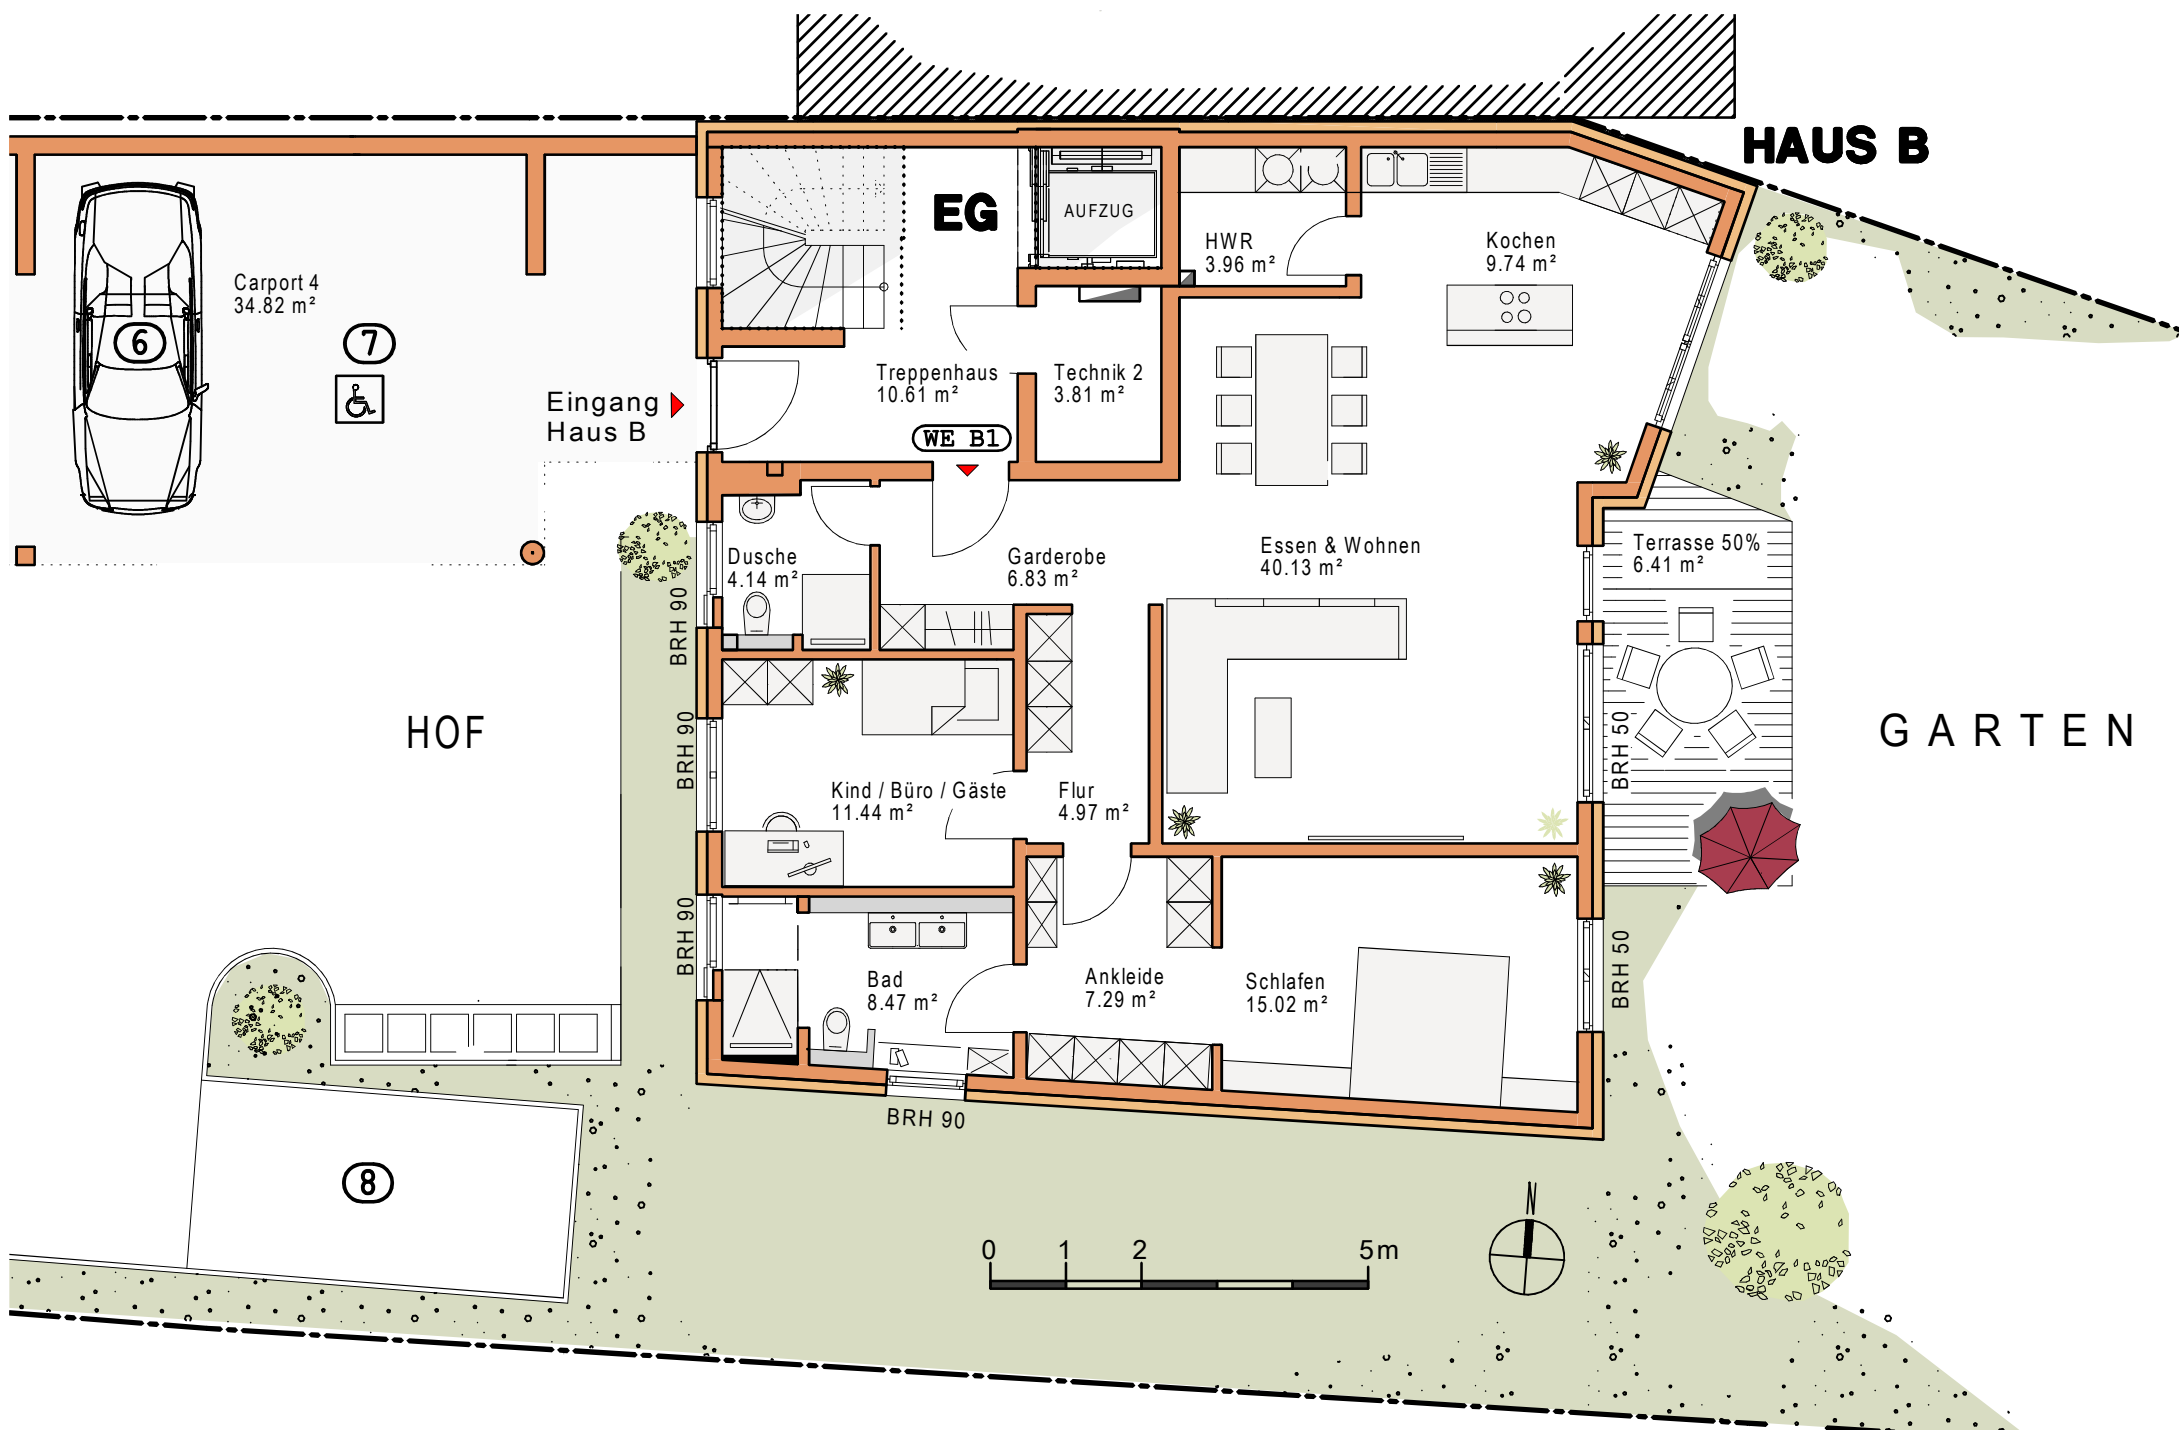 HAUS B
EG
AUFZUG
HWR
3.96 m²
Kochen
9.74 m²
Carport 4
34.82 m²
6
7
Treppenhaus
10.61 m²
Technik 2
3.81 m²
Eingang
Haus B
WE B1
Dusche
4.14 m²
Garderobe
6.83 m²
Essen & Wohnen
40.13 m²
Terrasse 50%
6.41 m²
BRH 90
HOF
BRH 90
BRH 50
GARTEN
Kind / Büro / Gäste
11.44 m²
Flur
4.97 m²
BRH 90
Bad
8.47 m²
Ankleide
7.29 m²
Schlafen
15.02 m²
BRH 50
BRH 90
8
N
0 1 2 5m